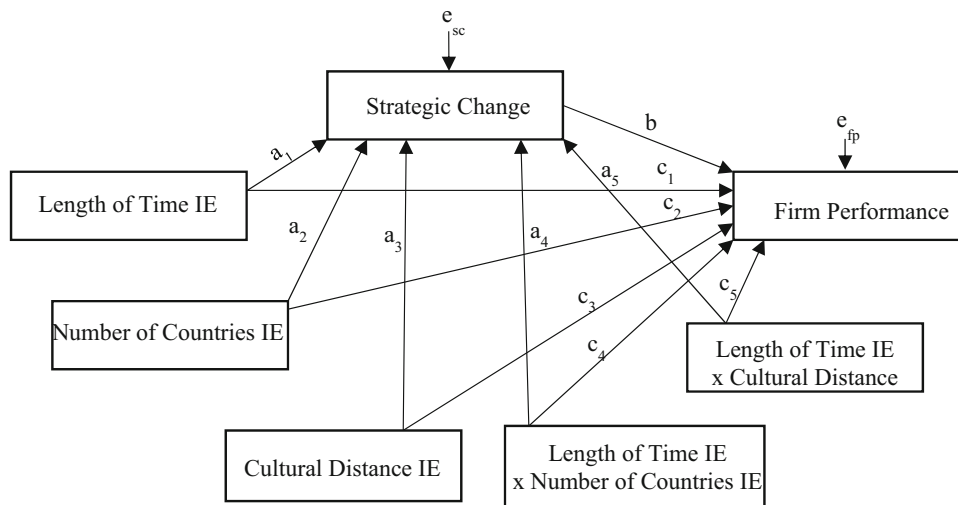 e_sc
Strategic Change
b
e_fp
a_1
a_5
c_1
Length of Time IE
c_2
Firm Performance
a_2
a_3
a_4
c_3
c_5
Number of Countries IE
c_4
Length of Time IE
x Cultural Distance
Cultural Distance IE
Length of Time IE
x Number of Countries IE